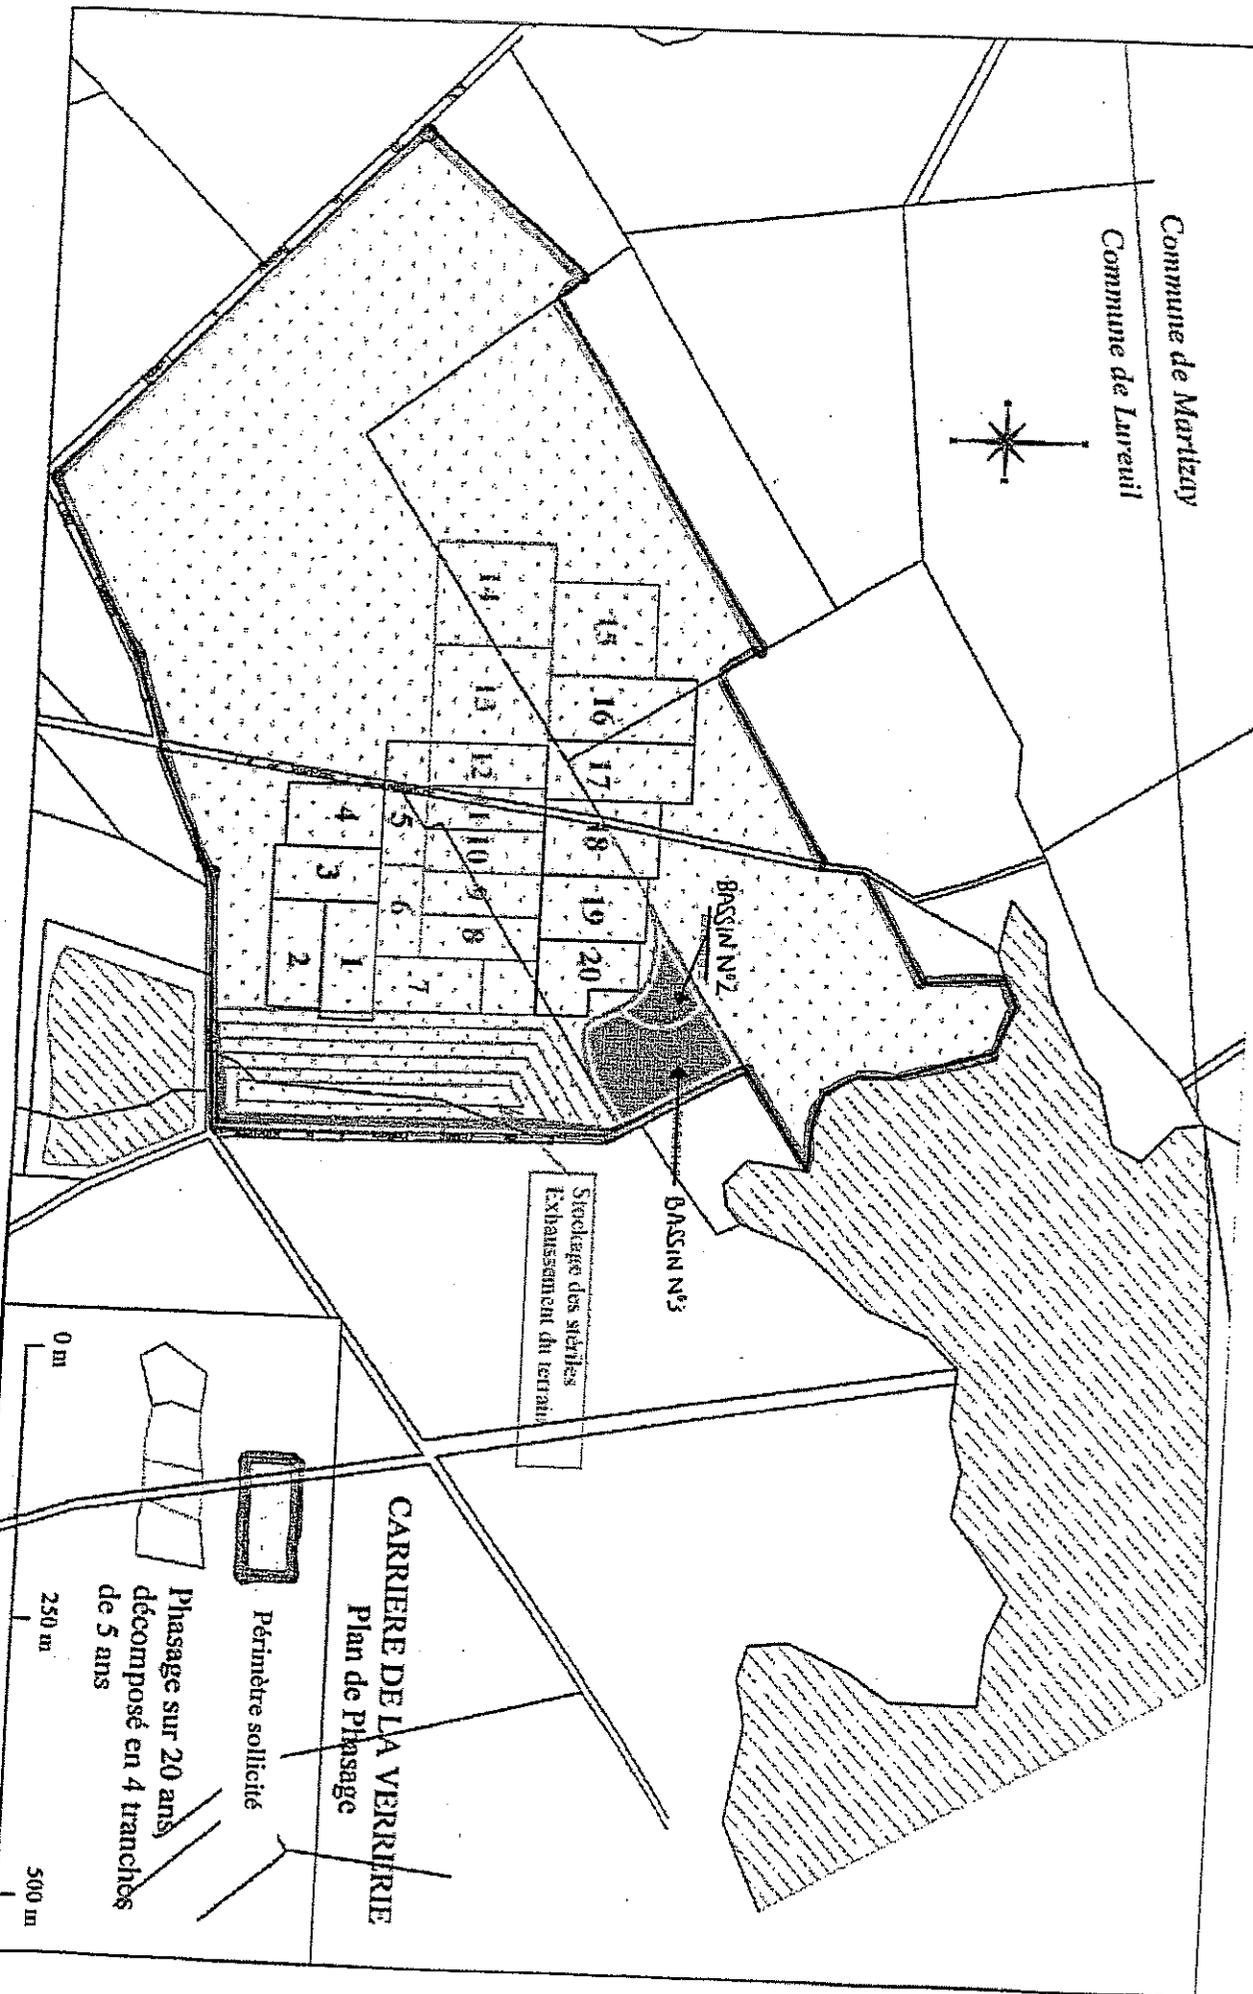 Commune de Martizay
Commune de Lureuil
14
15
13
16
12
17
11
18
10
9
19
8
20
4
5
3
6
2
1
7
BASSIN N°2
BASSIN N°3
Stockage des stériles
Exhaussement du terrain
CARRIERE DE LA VERRERIE
Plan de Phasage
Périmètre sollicité
Phasage sur 20 ans,
décomposé en 4 tranches
de 5 ans
0 m
250 m
500 m